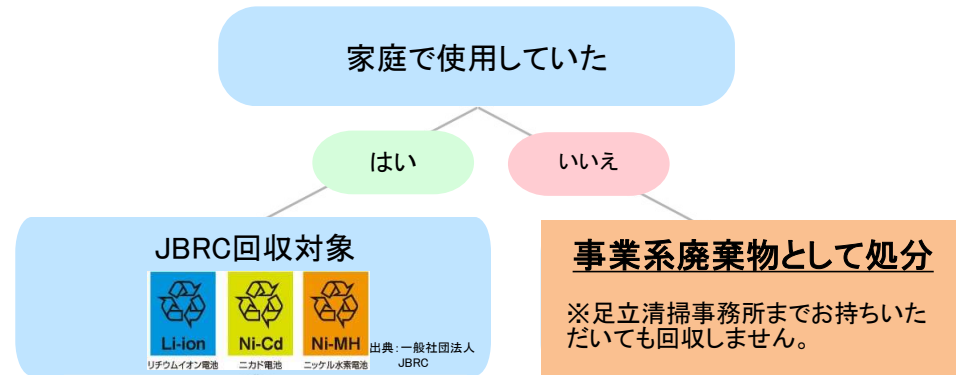 家庭で使用していた
はい
いいえ
JBRC回収対象
Li-ion
Ni-Cd
Ni-MH
リチウムイオン電池
ニカド電池
ニッケル水素電池
出典：一般社団法人
JBRC
事業系廃棄物として処分
※足立清掃事務所までお持ちいた
だいても回収しません。